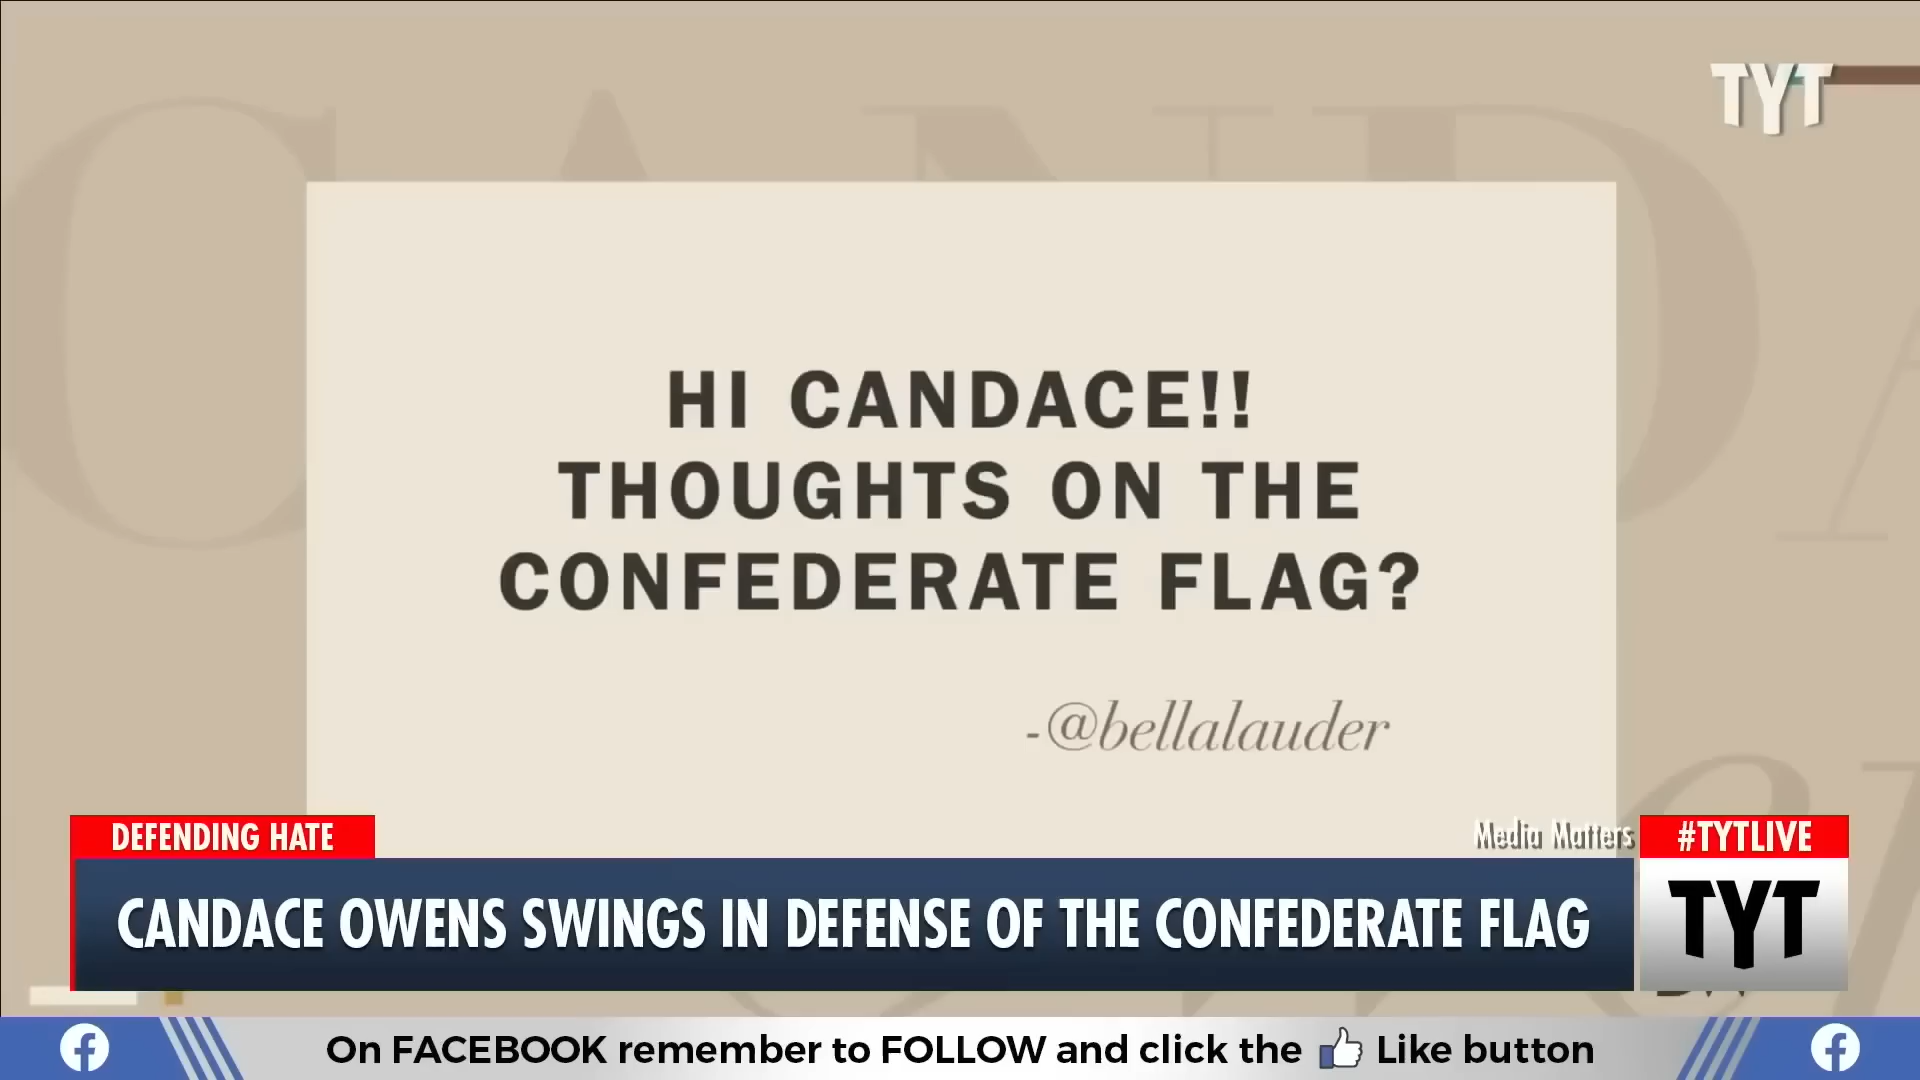 TYT
HI CANDACE!!
THOUGHTS ON THE
CONFEDERATE FLAG?
-@bellalauder
DEFENDING HATE
Media Matters
#TYTLIVE
CANDACE OWENS SWINGS IN DEFENSE OF THE CONFEDERATE FLAG
TYT
On FACEBOOK remember to FOLLOW and click the Like button